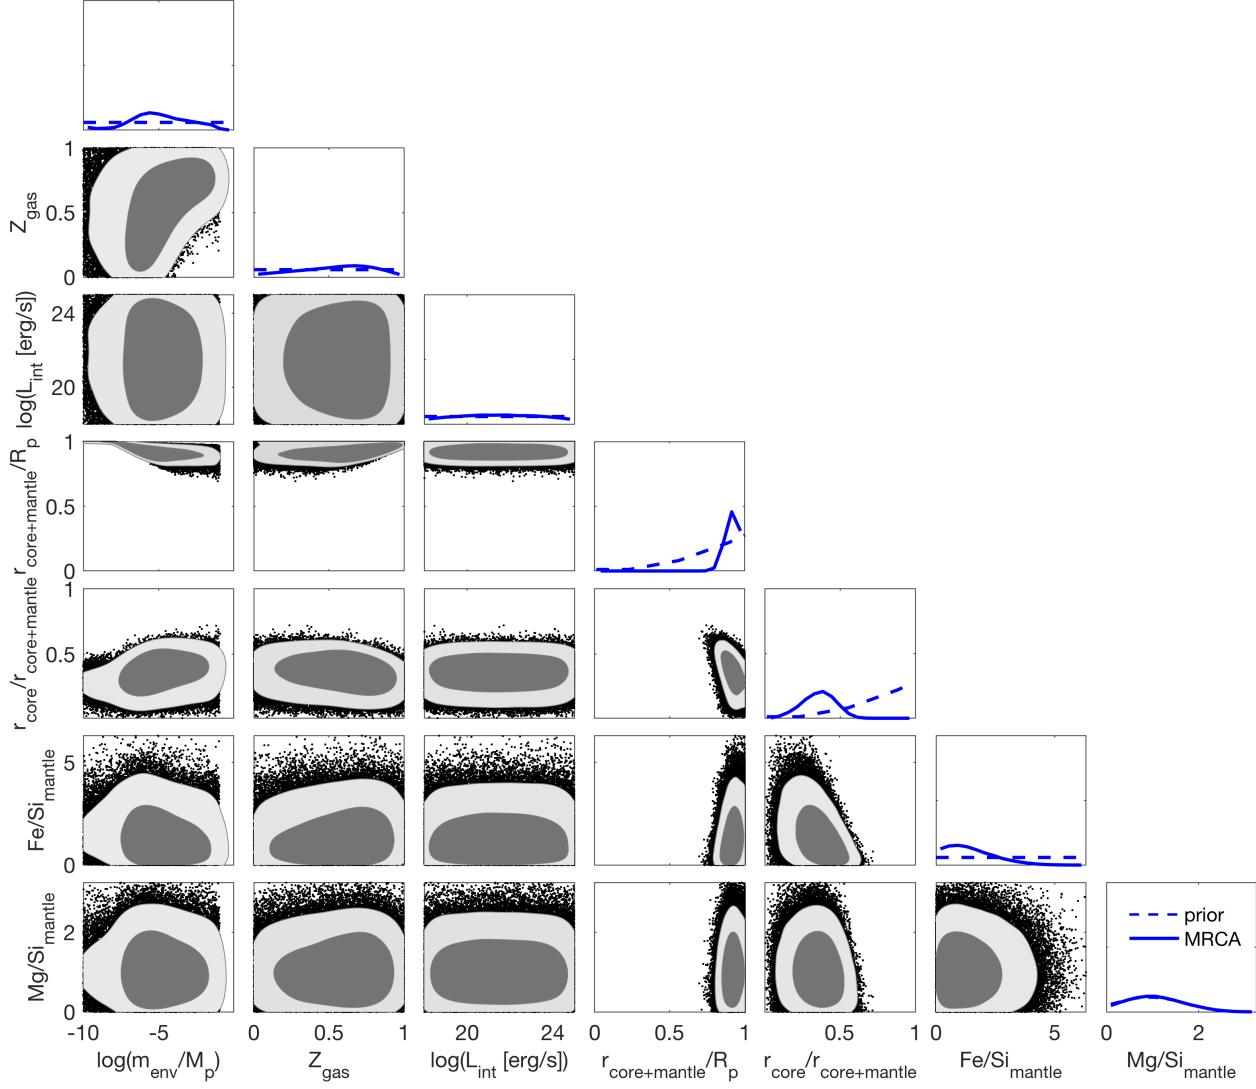 1
Z_gas
0.5
0
log(L_int [erg/s])
24
20
r_core+mantle/R_p
1
0.5
0
r_core/r_core+mantle
1
0.5
Fe/Si_mantle
5
0
Mg/Si_mantle
2
0
prior
MRCA
-10 -5 0 0.5 1 20 24 0 0.5 1 0.5 1 0 5 0 2
log(m_env/M_p) Z_gas log(L_int [erg/s]) r_core+mantle/R_p r_core/r_core+mantle Fe/Si_mantle Mg/Si_mantle